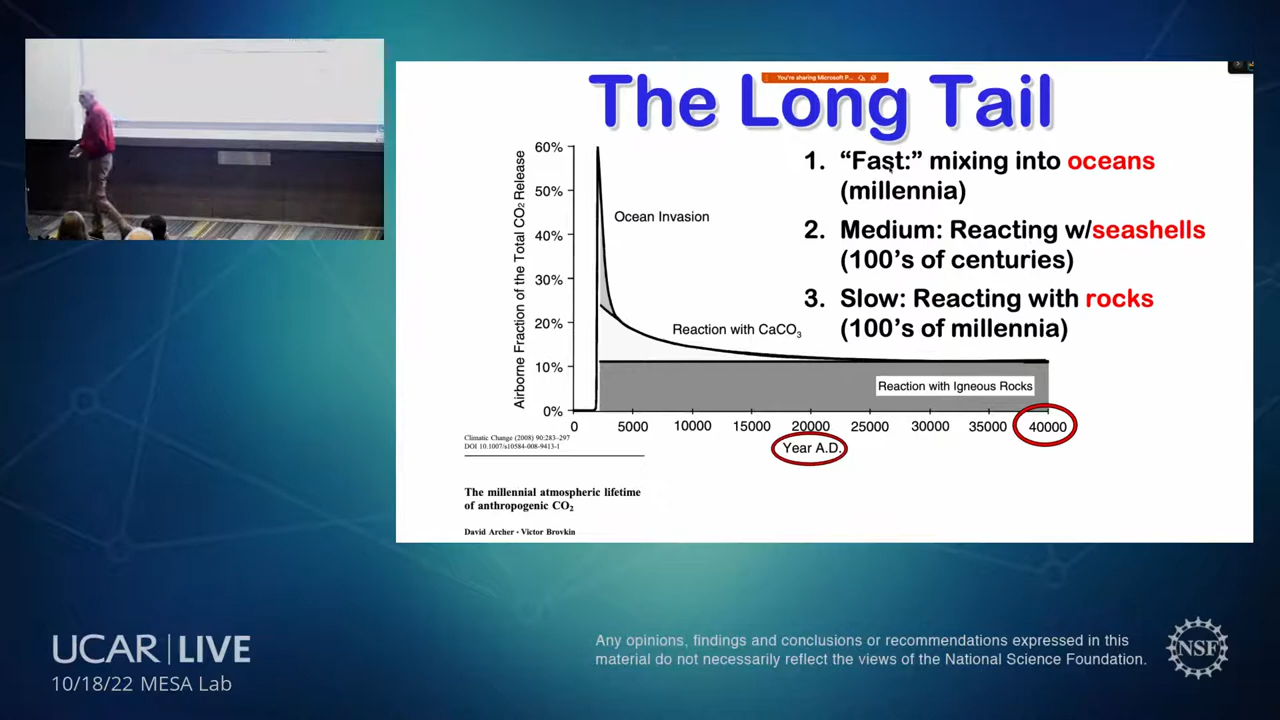 The Long Tail
You're sharing Microsoft P...
60%
50%
40%
30%
20%
10%
0%
Airborne Fraction of the Total CO₂ Release
Ocean Invasion
Reaction with CaCO₃
Reaction with Igneous Rocks
0 5000 10000 15000 20000 25000 30000 35000 40000
Year A.D.
1. “Fast:” mixing into oceans
(millennia)
2. Medium: Reacting w/seashells
(100’s of centuries)
3. Slow: Reacting with rocks
(100’s of millennia)
Climatic Change (2008) 90:283–297
DOI 10.1007/s10584-008-9413-1
The millennial atmospheric lifetime
of anthropogenic CO₂
David Archer · Victor Brovkin
UCAR | LIVE
10/18/22 MESA Lab
Any opinions, findings and conclusions or recommendations expressed in this
material do not necessarily reflect the views of the National Science Foundation.
NSF